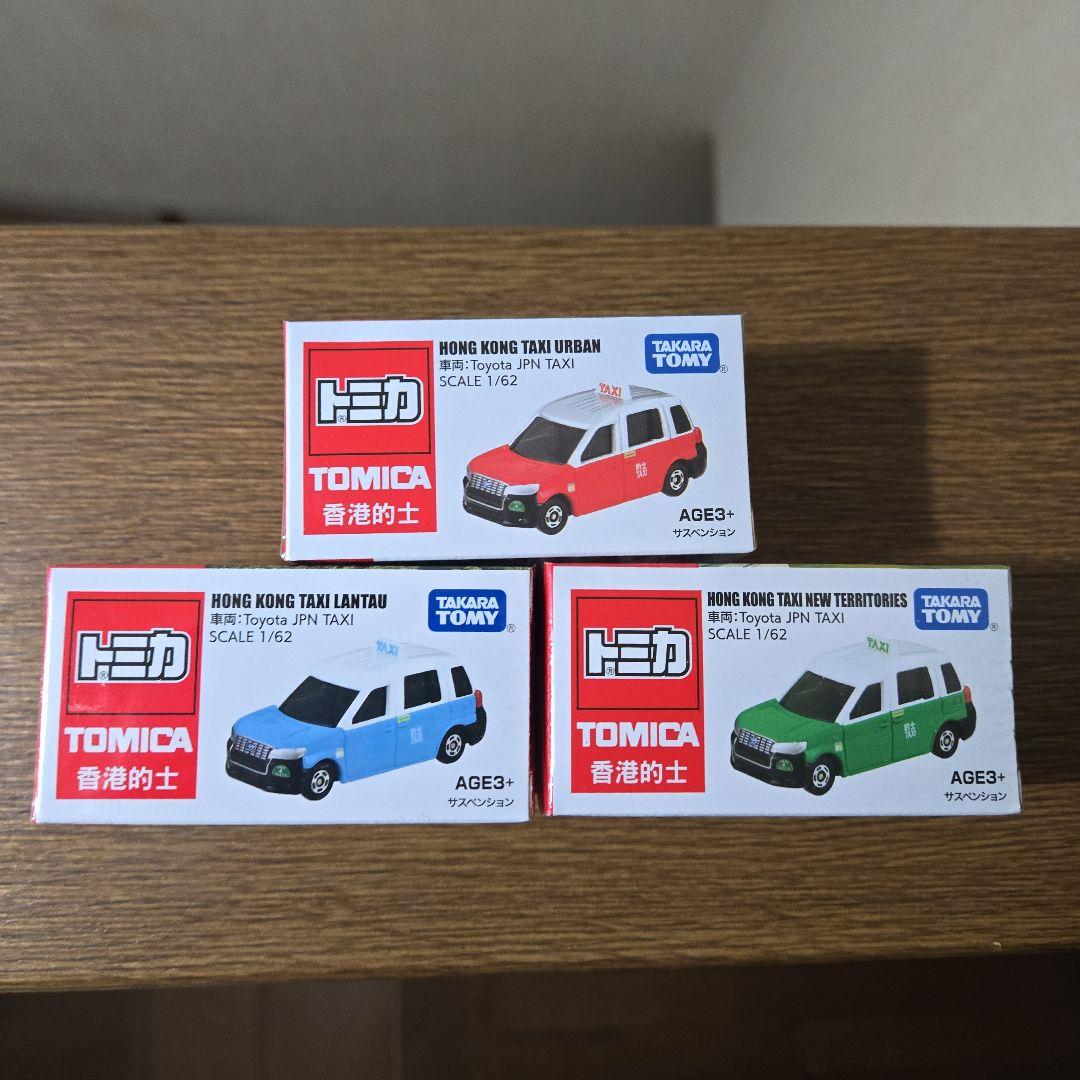 HONG KONG TAXI URBAN
車両:Toyota JPN TAXI
SCALE 1/62
TAKARA
TOMY®
トミカ®
TOMICA
香港的士
TAXI
的士
TAXI
AGE3+
サスペンション
HONG KONG TAXI LANTAU
車両:Toyota JPN TAXI
SCALE 1/62
TAKARA
TOMY®
トミカ®
TOMICA
香港的士
TAXI
AGE3+
サスペンション
HONG KONG TAXI NEW TERRITORIES
車両:Toyota JPN TAXI
SCALE 1/62
TAKARA
TOMY®
トミカ®
TOMICA
香港的士
TAXI
AGE3+
サスペンション